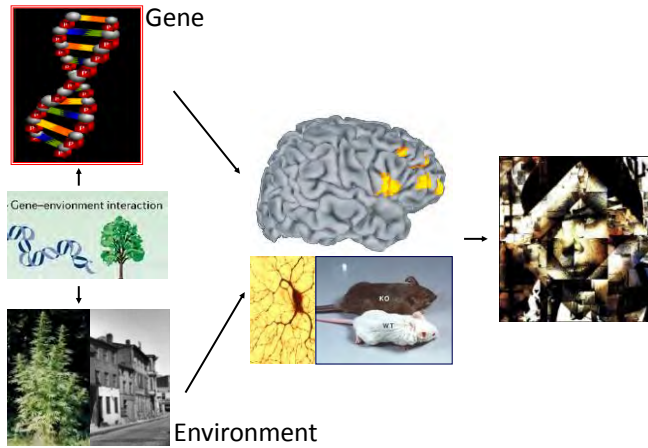 Gene
P P P P P P P P P P P P P P
Gene–envionment interaction
KO
WT
Environment